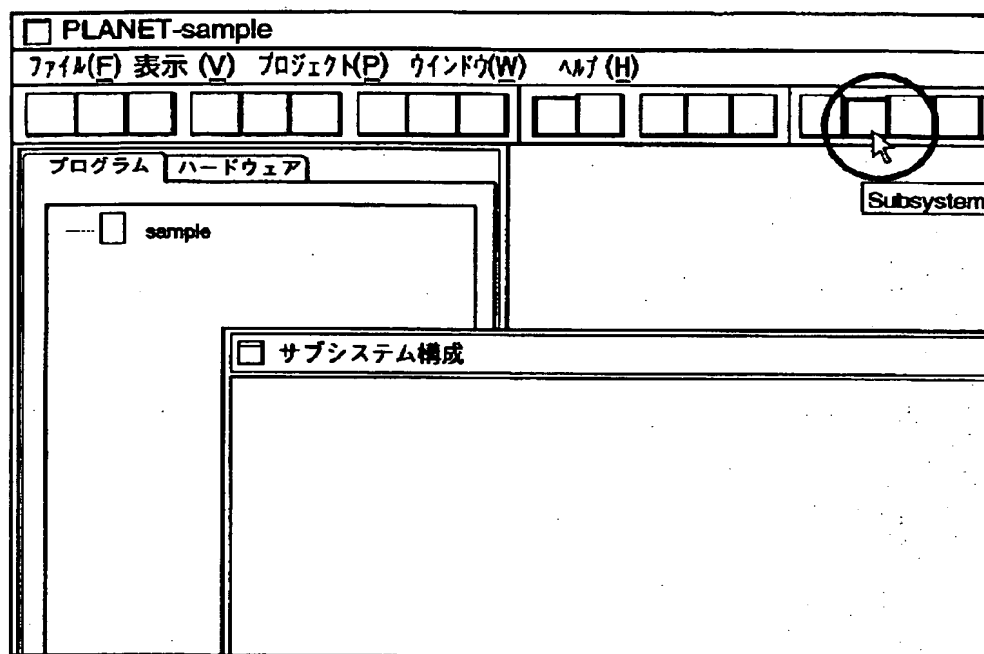 PLANET-sample
ファイル(F) 表示 (V) プロジェクト(P) ウインドウ(W) ヘルプ (H)
プログラム ハードウェア
Subsystem
sample
サブシステム構成